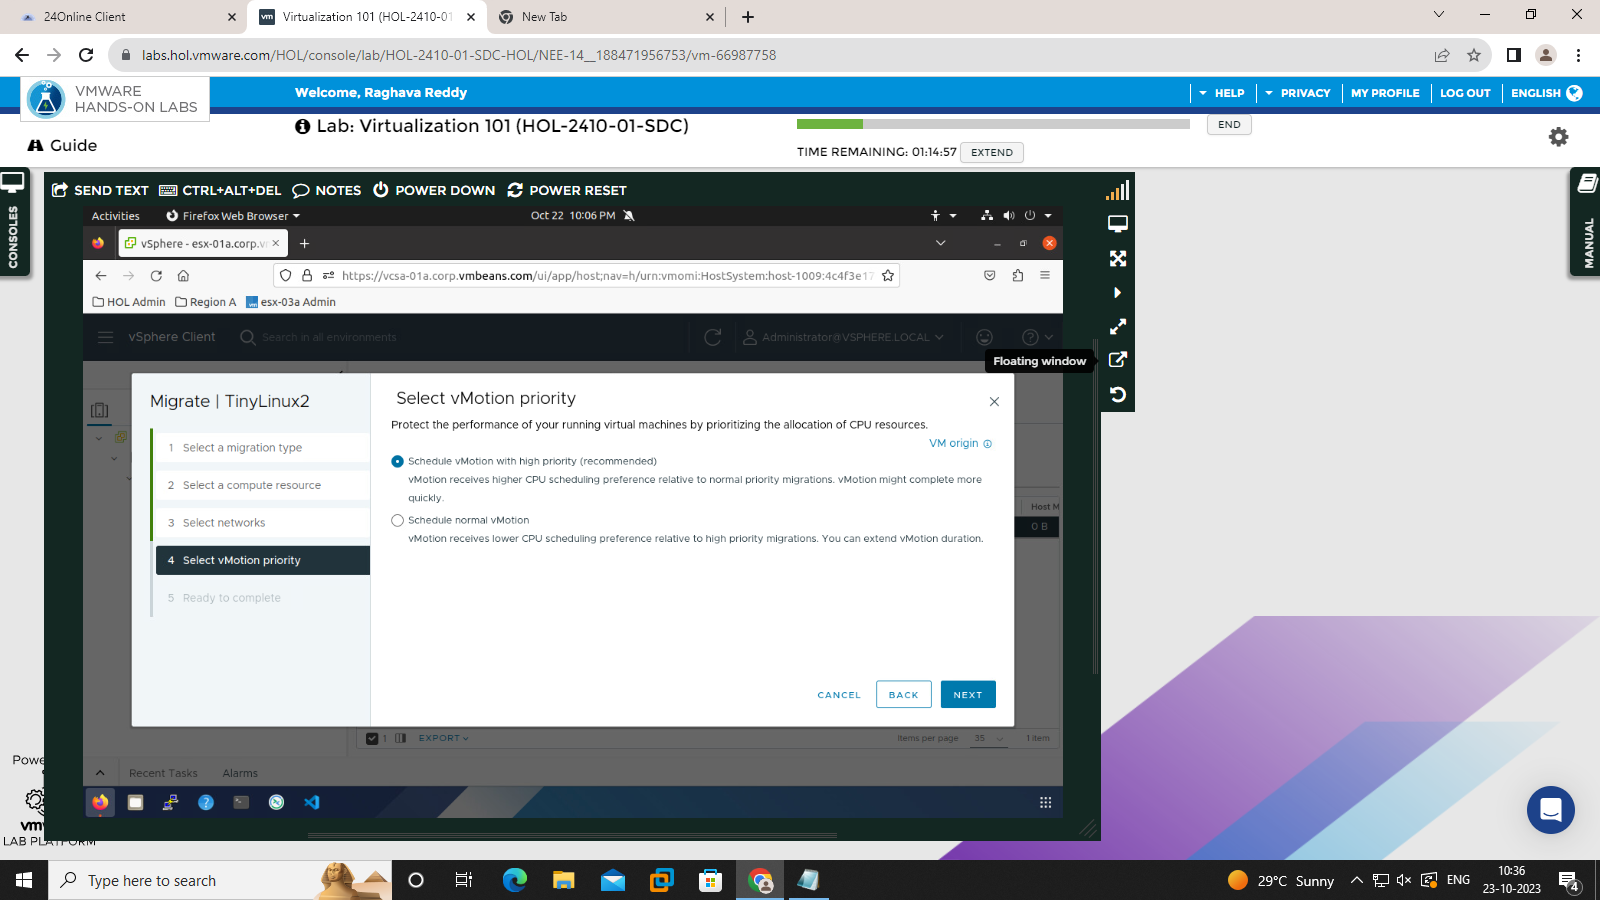 24Online Client
Virtualization 101 (HOL-2410-01
New Tab
labs.hol.vmware.com/HOL/console/lab/HOL-2410-01-SDC-HOL/NEE-14__188471956753/vm-66987758
VMWARE
HANDS-ON LABS
Welcome, Raghava Reddy
HELP
PRIVACY
MY PROFILE
LOG OUT
ENGLISH
Guide
Lab: Virtualization 101 (HOL-2410-01-SDC)
END
TIME REMAINING: 01:14:57
EXTEND
CONSOLES
MANUAL
SEND TEXT
CTRL+ALT+DEL
NOTES
POWER DOWN
POWER RESET
Activities
Firefox Web Browser
Oct 22 10:06 PM
vSphere - esx-01a.corp.v
https://vcsa-01a.corp.vmbeans.com/ui/app/host;nav=h/urn:vmomi:HostSystem:host-1009:4c4f3e17
HOL Admin
Region A
vm
esx-03a Admin
vSphere Client
Search in all environments
Administrator@VSPHERE.LOCAL
Floating window
Migrate | TinyLinux2
1 Select a migration type
2 Select a compute resource
3 Select networks
4 Select vMotion priority
5 Ready to complete
Select vMotion priority
Protect the performance of your running virtual machines by prioritizing the allocation of CPU resources.
VM origin
Schedule vMotion with high priority (recommended)
vMotion receives higher CPU scheduling preference relative to normal priority migrations. vMotion might complete more
quickly.
Schedule normal vMotion
vMotion receives lower CPU scheduling preference relative to high priority migrations. You can extend vMotion duration.
CANCEL
BACK
NEXT
Host M
0 B
1
EXPORT
Items per page
35
1 item
Recent Tasks
Alarms
Powe
vmw
LAB PLATFORM
Type here to search
29°C Sunny
ENG
10:36
23-10-2023
4